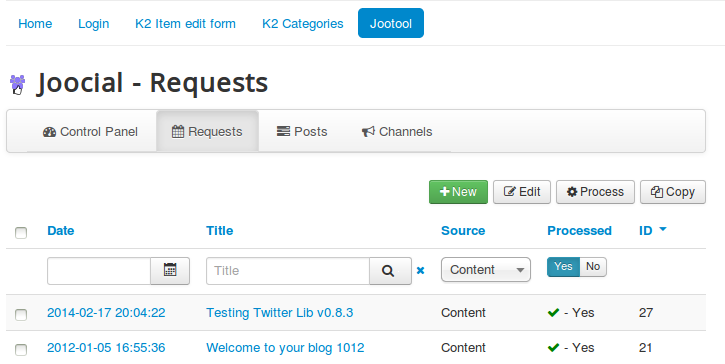 Home Login K2 Item edit form K2 Categories Jootool
Joocial - Requests
Control Panel Requests Posts Channels
New Edit Process Copy
Date Title Source Processed ID
Title Content Yes No
2014-02-17 20:04:22 Testing Twitter Lib v0.8.3 Content - Yes 27
2012-01-05 16:55:36 Welcome to your blog 1012 Content - Yes 21